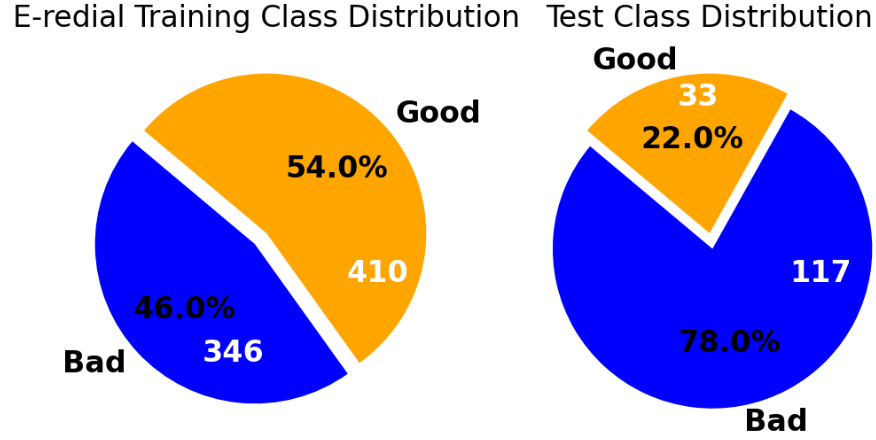 E-redial Training Class Distribution
Good
54.0%
410
46.0%
346
Bad
Test Class Distribution
Good
33
22.0%
117
78.0%
Bad